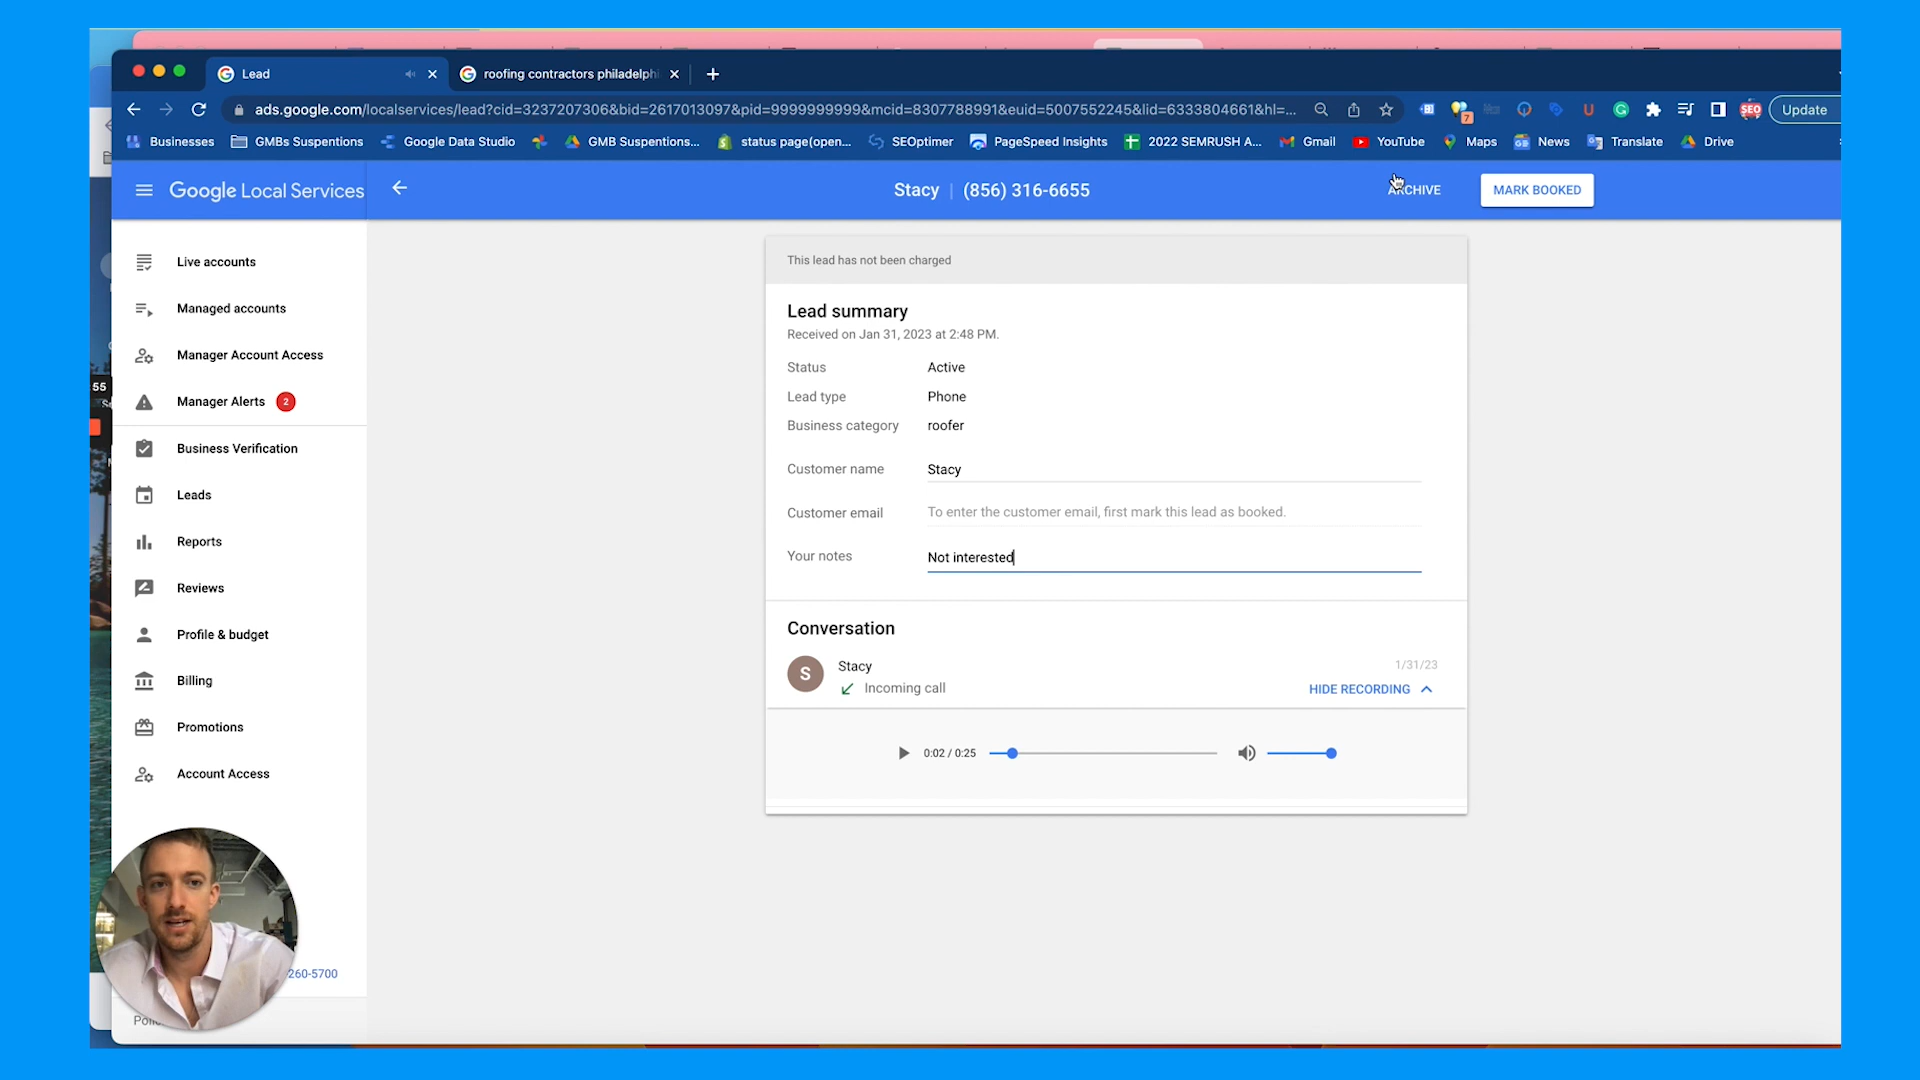 Lead
roofing contractors philadelphi
ads.google.com/localservices/lead?cid=3237207306&bid=2617013097&pid=9999999999&mcid=8307788991&euid=5007552245&lid=6333804661&hl=...
7
SEO
Update
Businesses
GMBs Suspentions
Google Data Studio
GMB Suspentions...
status page(open...
SEOptimer
PageSpeed Insights
2022 SEMRUSH A...
Gmail
YouTube
Maps
News
Translate
Drive
Google Local Services
Stacy | (856) 316-6655
ARCHIVE
MARK BOOKED
Live accounts
Managed accounts
Manager Account Access
Manager Alerts 2
Business Verification
Leads
Reports
Reviews
Profile & budget
Billing
Promotions
Account Access
260-5700
55
This lead has not been charged
Lead summary
Received on Jan 31, 2023 at 2:48 PM.
Status Active
Lead type Phone
Business category roofer
Customer name Stacy
Customer email To enter the customer email, first mark this lead as booked.
Your notes Not interested
Conversation
S
Stacy
1/31/23
Incoming call
HIDE RECORDING
0:02 / 0:25